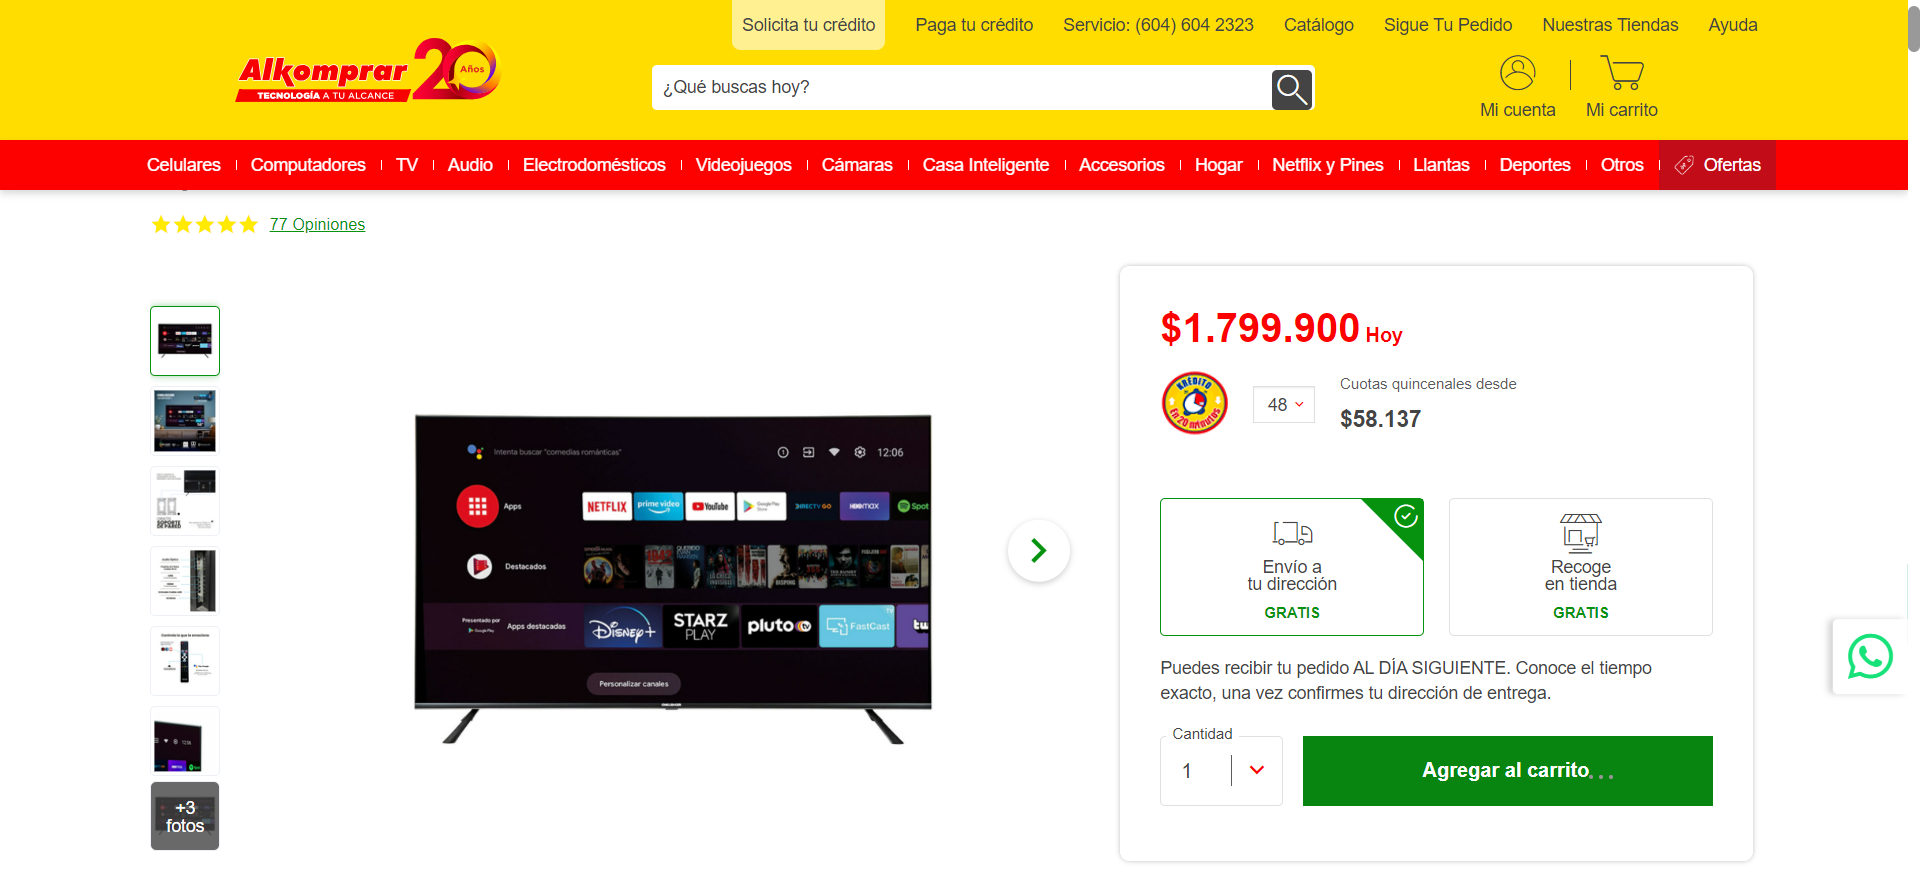 Solicita tu crédito
Paga tu crédito
Servicio: (604) 604 2323
Catálogo
Sigue Tu Pedido
Nuestras Tiendas
Ayuda
Alkomprar 20 Años
TECNOLOGÍA A TU ALCANCE
¿Qué buscas hoy?
Mi cuenta
Mi carrito
Celulares
Computadores
TV
Audio
Electrodomésticos
Videojuegos
Cámaras
Casa Inteligente
Accesorios
Hogar
Netflix y Pines
Llantas
Deportes
Otros
Ofertas
77 Opiniones
+3
fotos
Intenta buscar "comedias románticas"
12:06
Apps
NETFLIX
prime video
YouTube
Google Play
Store
DIRECTV GO
HBOMAX
Spot
Destacados
Presentado por
Google Play
Apps destacadas
Disney+
STARZ
PLAY
pluto tv
FastCast
tw
Personalizar canales
$1.799.900 Hoy
KRÉDITO
En 20 minutos
48
Cuotas quincenales desde
$58.137
Envío a
tu dirección
GRATIS
Recoge
en tienda
GRATIS
Puedes recibir tu pedido AL DÍA SIGUIENTE. Conoce el tiempo
exacto, una vez confirmes tu dirección de entrega.
Cantidad
1
Agregar al carrito...